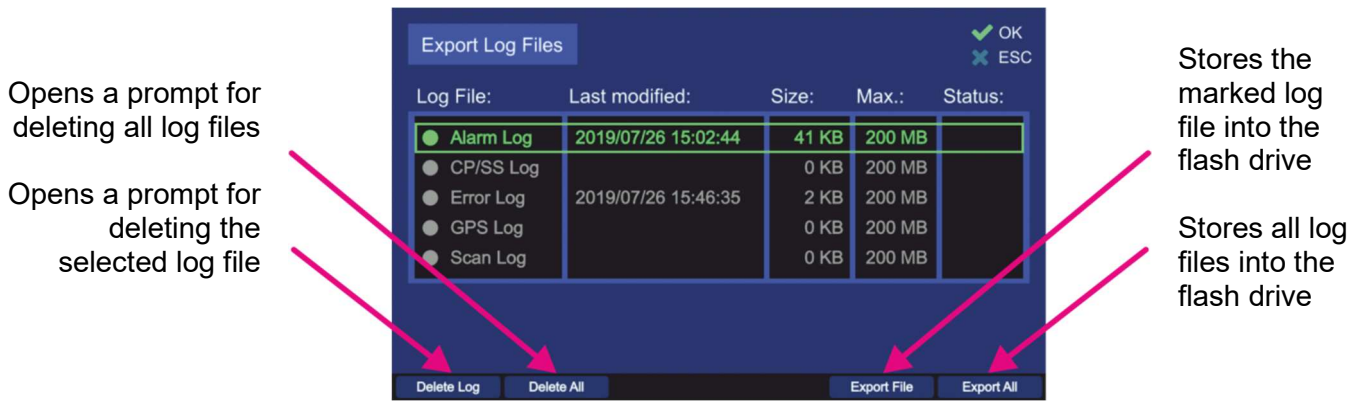 Opens a prompt for
deleting all log files
Opens a prompt for
deleting the
selected log file
Export Log Files
OK
ESC
Log File: Last modified: Size: Max.: Status:
Alarm Log 2019/07/26 15:02:44 41 KB 200 MB
CP/SS Log 0 KB 200 MB
Error Log 2019/07/26 15:46:35 2 KB 200 MB
GPS Log 0 KB 200 MB
Scan Log 0 KB 200 MB
Delete Log Delete All Export File Export All
Stores the
marked log
file into the
flash drive
Stores all log
files into the
flash drive